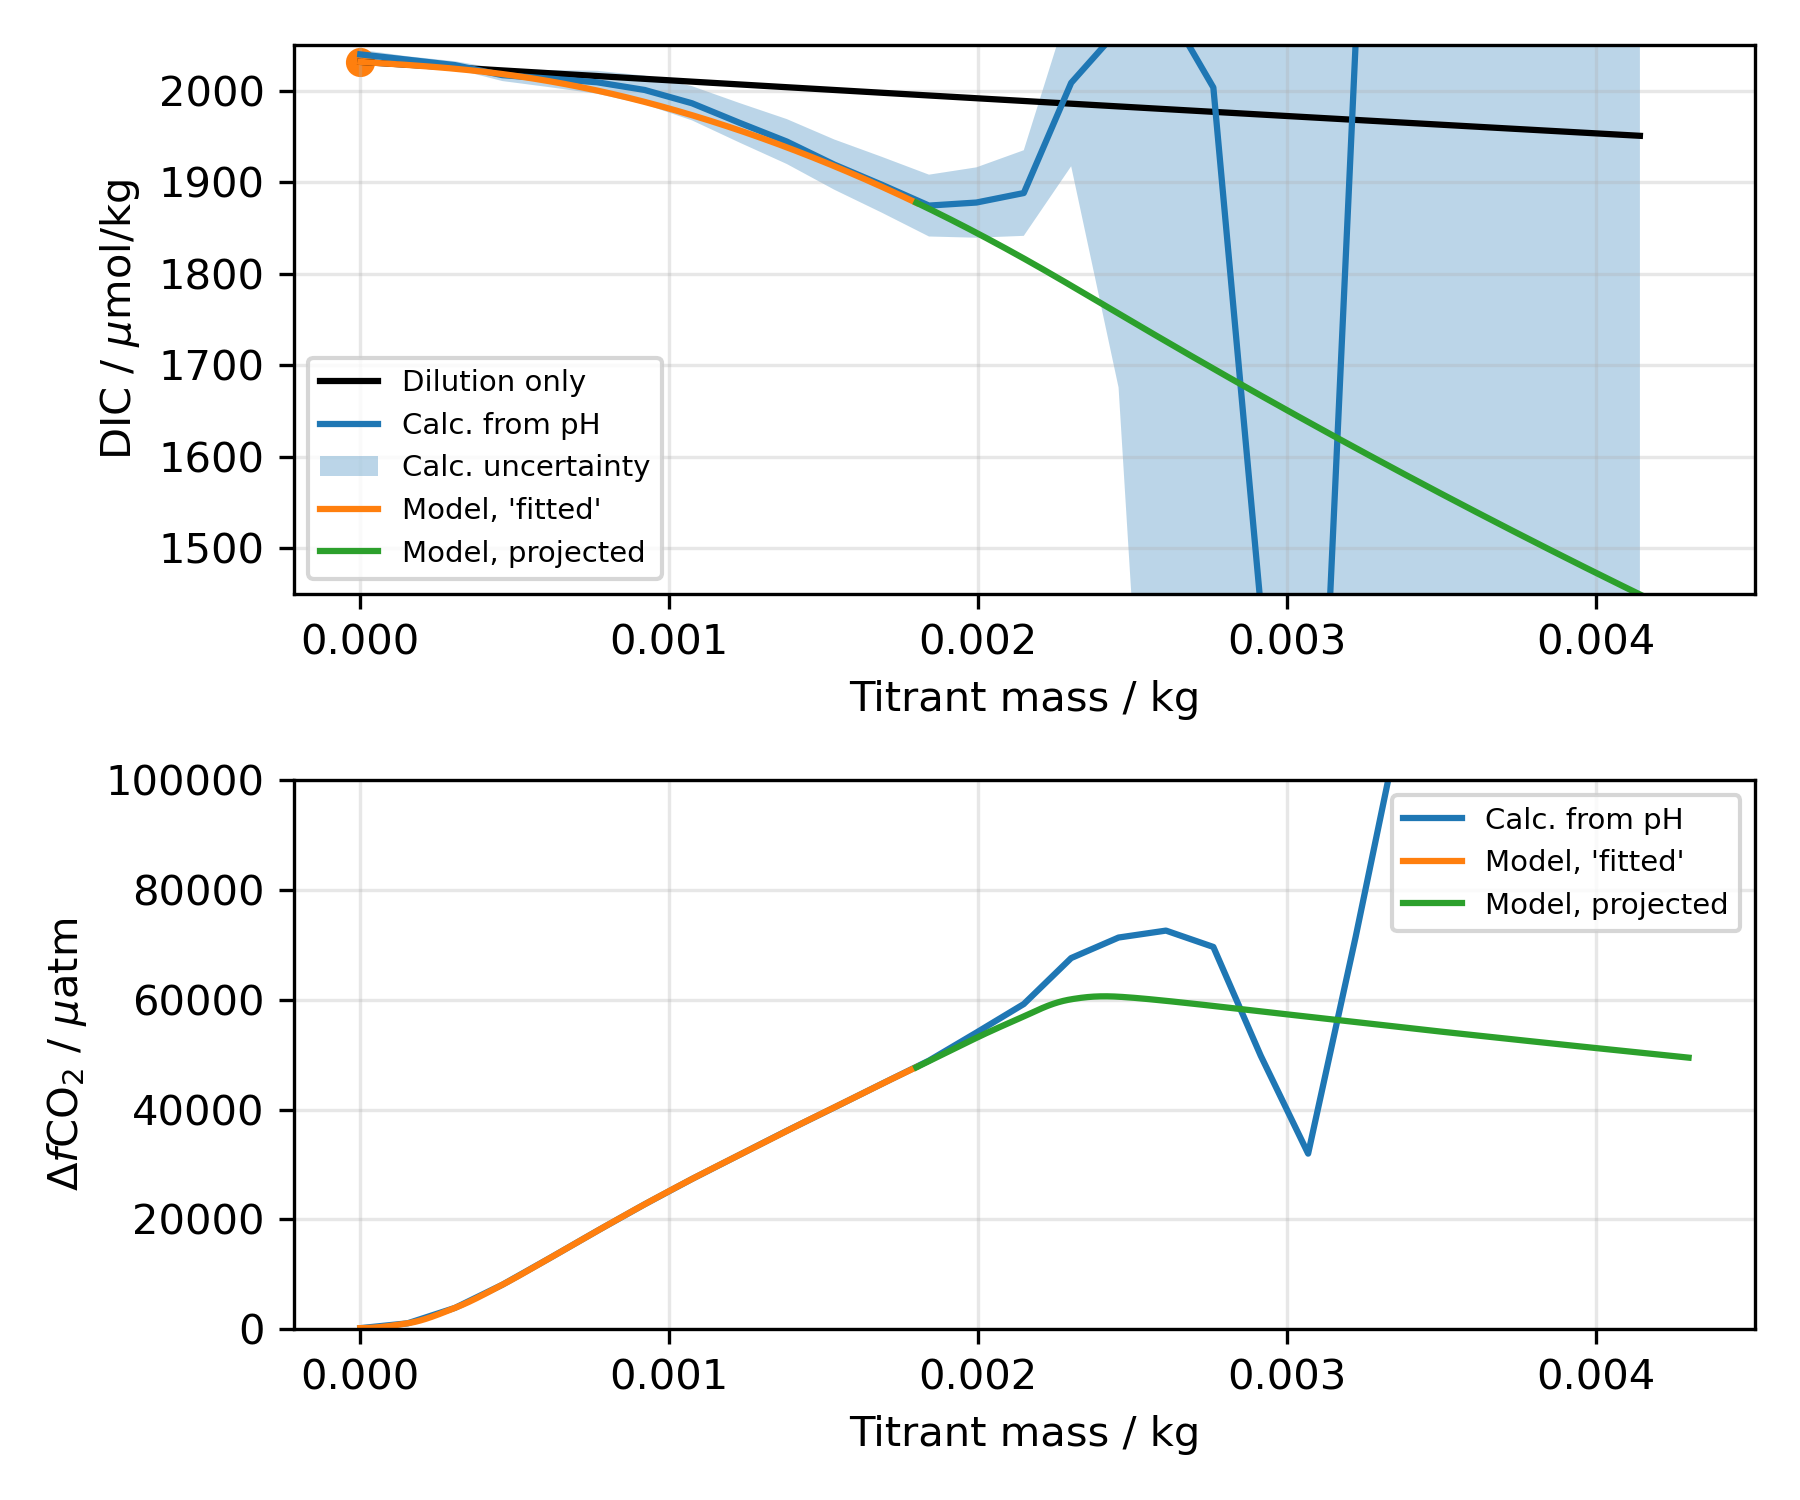 DIC / μmol/kg
2000
1900
1800
1700
1600
1500
Dilution only
Calc. from pH
Calc. uncertainty
Model, 'fitted'
Model, projected
0.000 0.001 0.002 0.003 0.004
Titrant mass / kg
ΔfCO₂ / μatm
100000
80000
60000
40000
20000
0
Calc. from pH
Model, 'fitted'
Model, projected
0.000 0.001 0.002 0.003 0.004
Titrant mass / kg